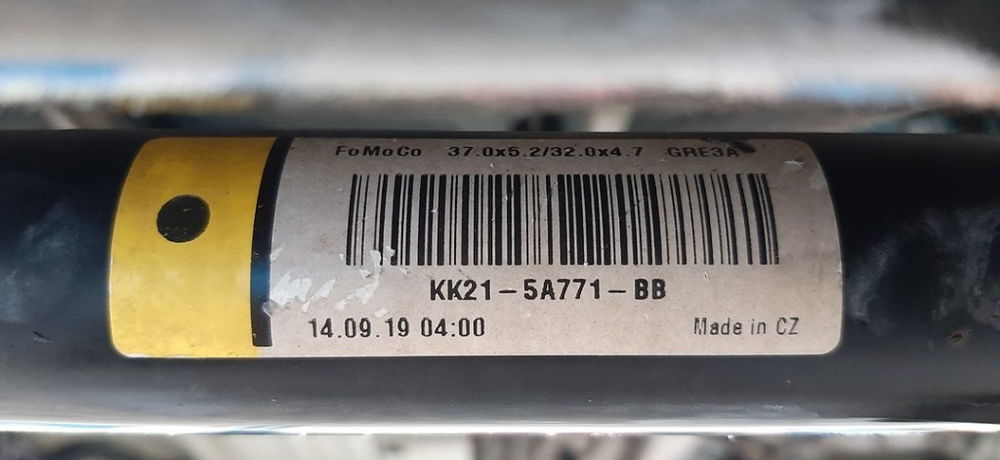 FoMoCo 37.0x5.2/32.0x4.7 GRE3A
KK21-5A771-BB
14.09.19 04:00
Made in CZ